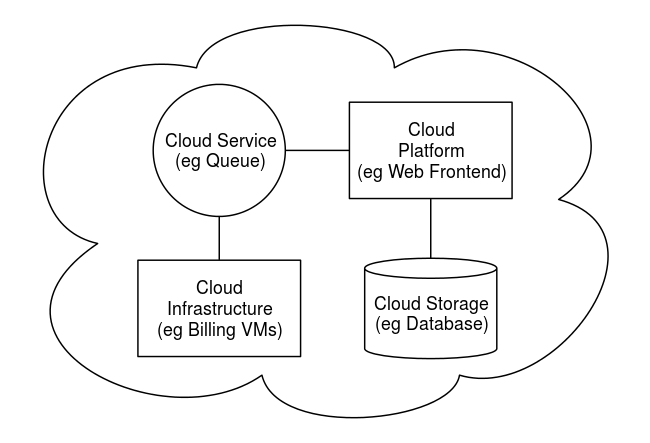 Cloud Service
(eg Queue)
Cloud
Platform
(eg Web Frontend)
Cloud
Infrastructure
(eg Billing VMs)
Cloud Storage
(eg Database)